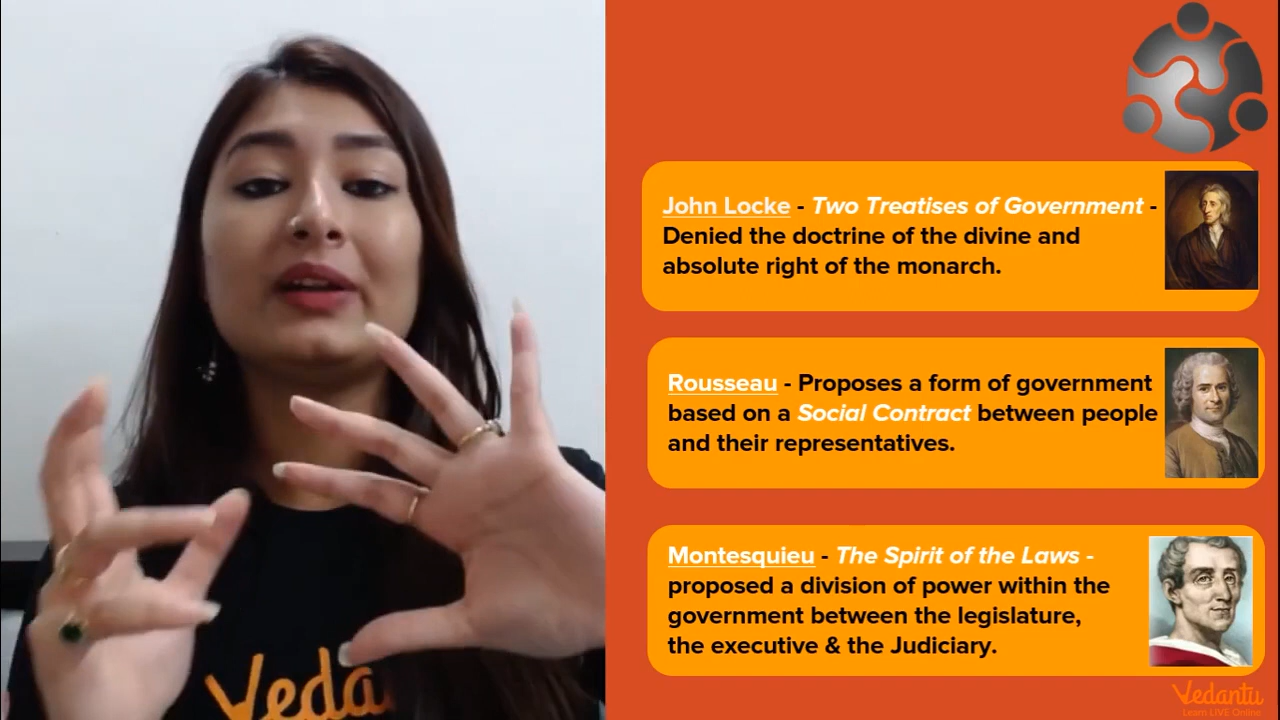 John Locke - Two Treatises of Government -
Denied the doctrine of the divine and
absolute right of the monarch.
Rousseau - Proposes a form of government
based on a Social Contract between people
and their representatives.
Montesquieu - The Spirit of the Laws -
proposed a division of power within the
government between the legislature,
the executive & the Judiciary.
Veda
Vedantu
Learn LIVE Online